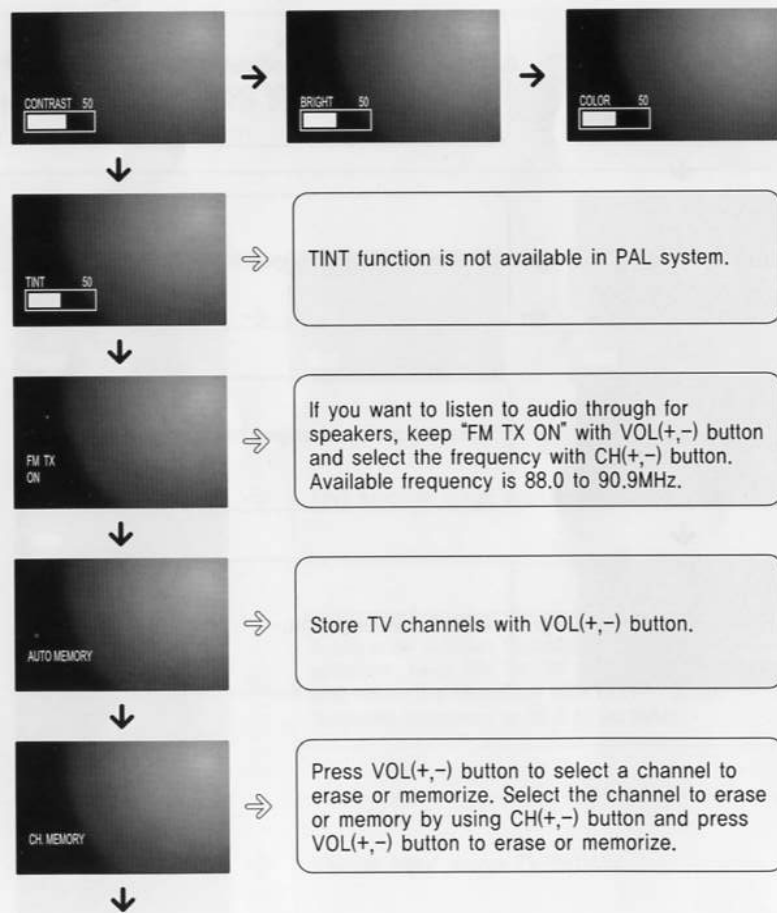 CONTRAST 50
BRIGHT 50
COLOR 50
TINT 50
TINT function is not available in PAL system.
FM TX
ON
If you want to listen to audio through for
speakers, keep "FM TX ON" with VOL(+,-) button
and select the frequency with CH(+,-) button.
Available frequency is 88.0 to 90.9MHz.
AUTO MEMORY
Store TV channels with VOL(+,-) button.
CH. MEMORY
Press VOL(+,-) button to select a channel to
erase or memorize. Select the channel to erase
or memory by using CH(+,-) button and press
VOL(+,-) button to erase or memorize.